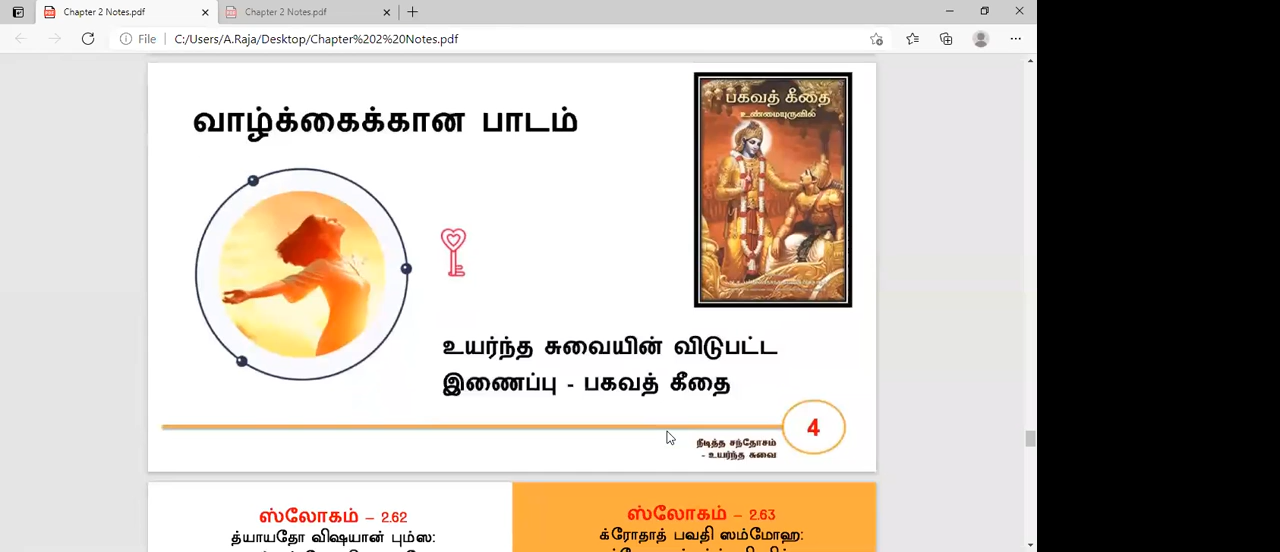 Chapter 2 Notes.pdf
Chapter 2 Notes.pdf
File
C:/Users/A.Raja/Desktop/Chapter%202%20Notes.pdf
வாழ்க்கைக்கான பாடம்
பகவத் கீதை
உண்மையுருவில்
உயர்ந்த சுவையின் விடுபட்ட
இணைப்பு - பகவத் கீதை
4
நீடித்த சந்தோசம்
- உயர்ந்த சுவை
ஸ்லோகம் – 2.62
த்யாயதோ விஷயான் பும்ஸ:
ஸ்லோகம் – 2.63
க்ரோதாத் பவதி ஸம்மோஹ: